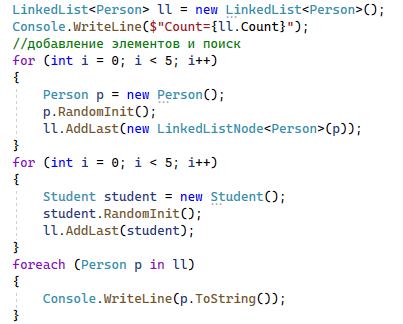 LinkedList<Person> ll = new LinkedList<Person>();
Console.WriteLine($"Count={ll.Count}");
//добавление элементов и поиск
for (int i = 0; i < 5; i++)
{
    Person p = new Person();
    p.RandomInit();
    ll.AddLast(new LinkedListNode<Person>(p));
}
for (int i = 0; i < 5; i++)
{
    Student student = new Student();
    student.RandomInit();
    ll.AddLast(student);
}
foreach (Person p in ll)
{
    Console.WriteLine(p.ToString());
}